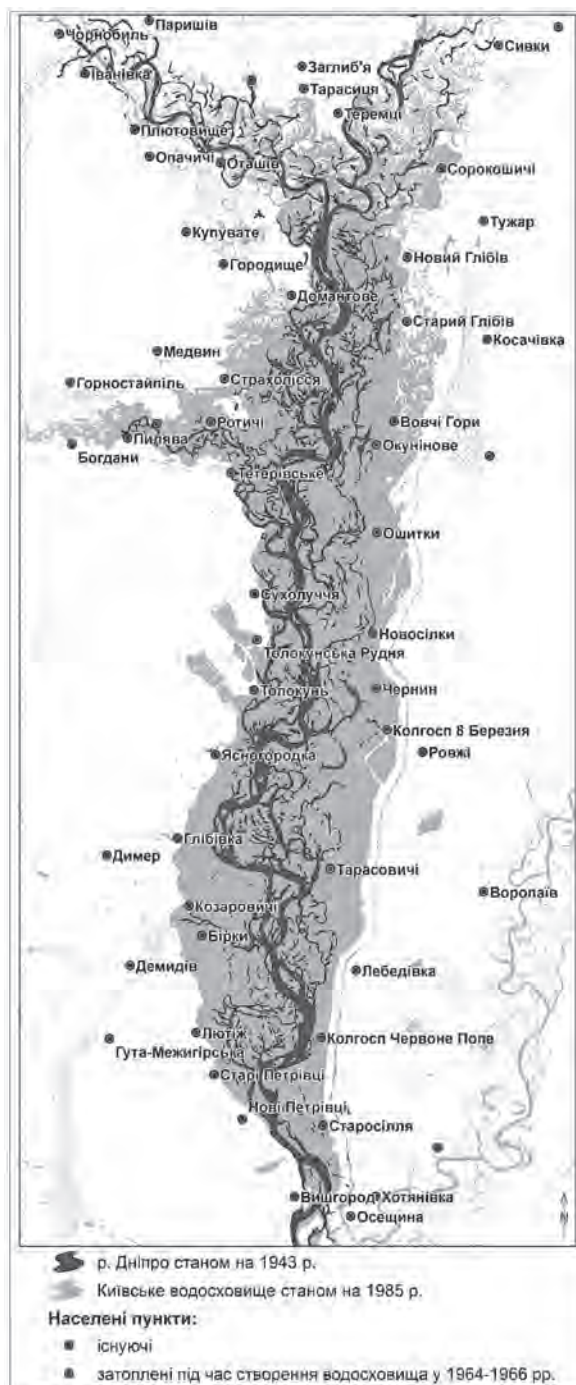 Паришів
Чорнобиль
Сивки
Іванівка
Заглиб'я
Тарасиця
Теремці
Плютовище
Опачичі
Оташів
Сорокошичі
Тужар
Купувате
Городище
Новий Глібів
Домантове
Старий Глібів
Косачівка
Медвин
Горностайпіль
Страхолісся
Ротичі
Вовчі Гори
Пилява
Окунінове
Богдани
Тетерівське
Ошитки
Сухолуччя
Новосілки
Толокунська Рудня
Толокунь
Чернин
Колгосп 8 Березня
Ясногородка
Ровжі
Глібівка
Димер
Тарасовичі
Воропаїв
Козаровичі
Бірки
Демидів
Лебедівка
Лютіж
Колгосп Червоне Попе
Гута-Межигірська
Старі Петрівці
Нові Петрівці
Старосілля
Вишгород
Хотянівка
Осещина
N
р. Дніпро станом на 1943 р.
Київське водосховище станом на 1985 р.
Населені пункти:
існуючі
затоплені під час створення водосховища у 1964-1966 рр.